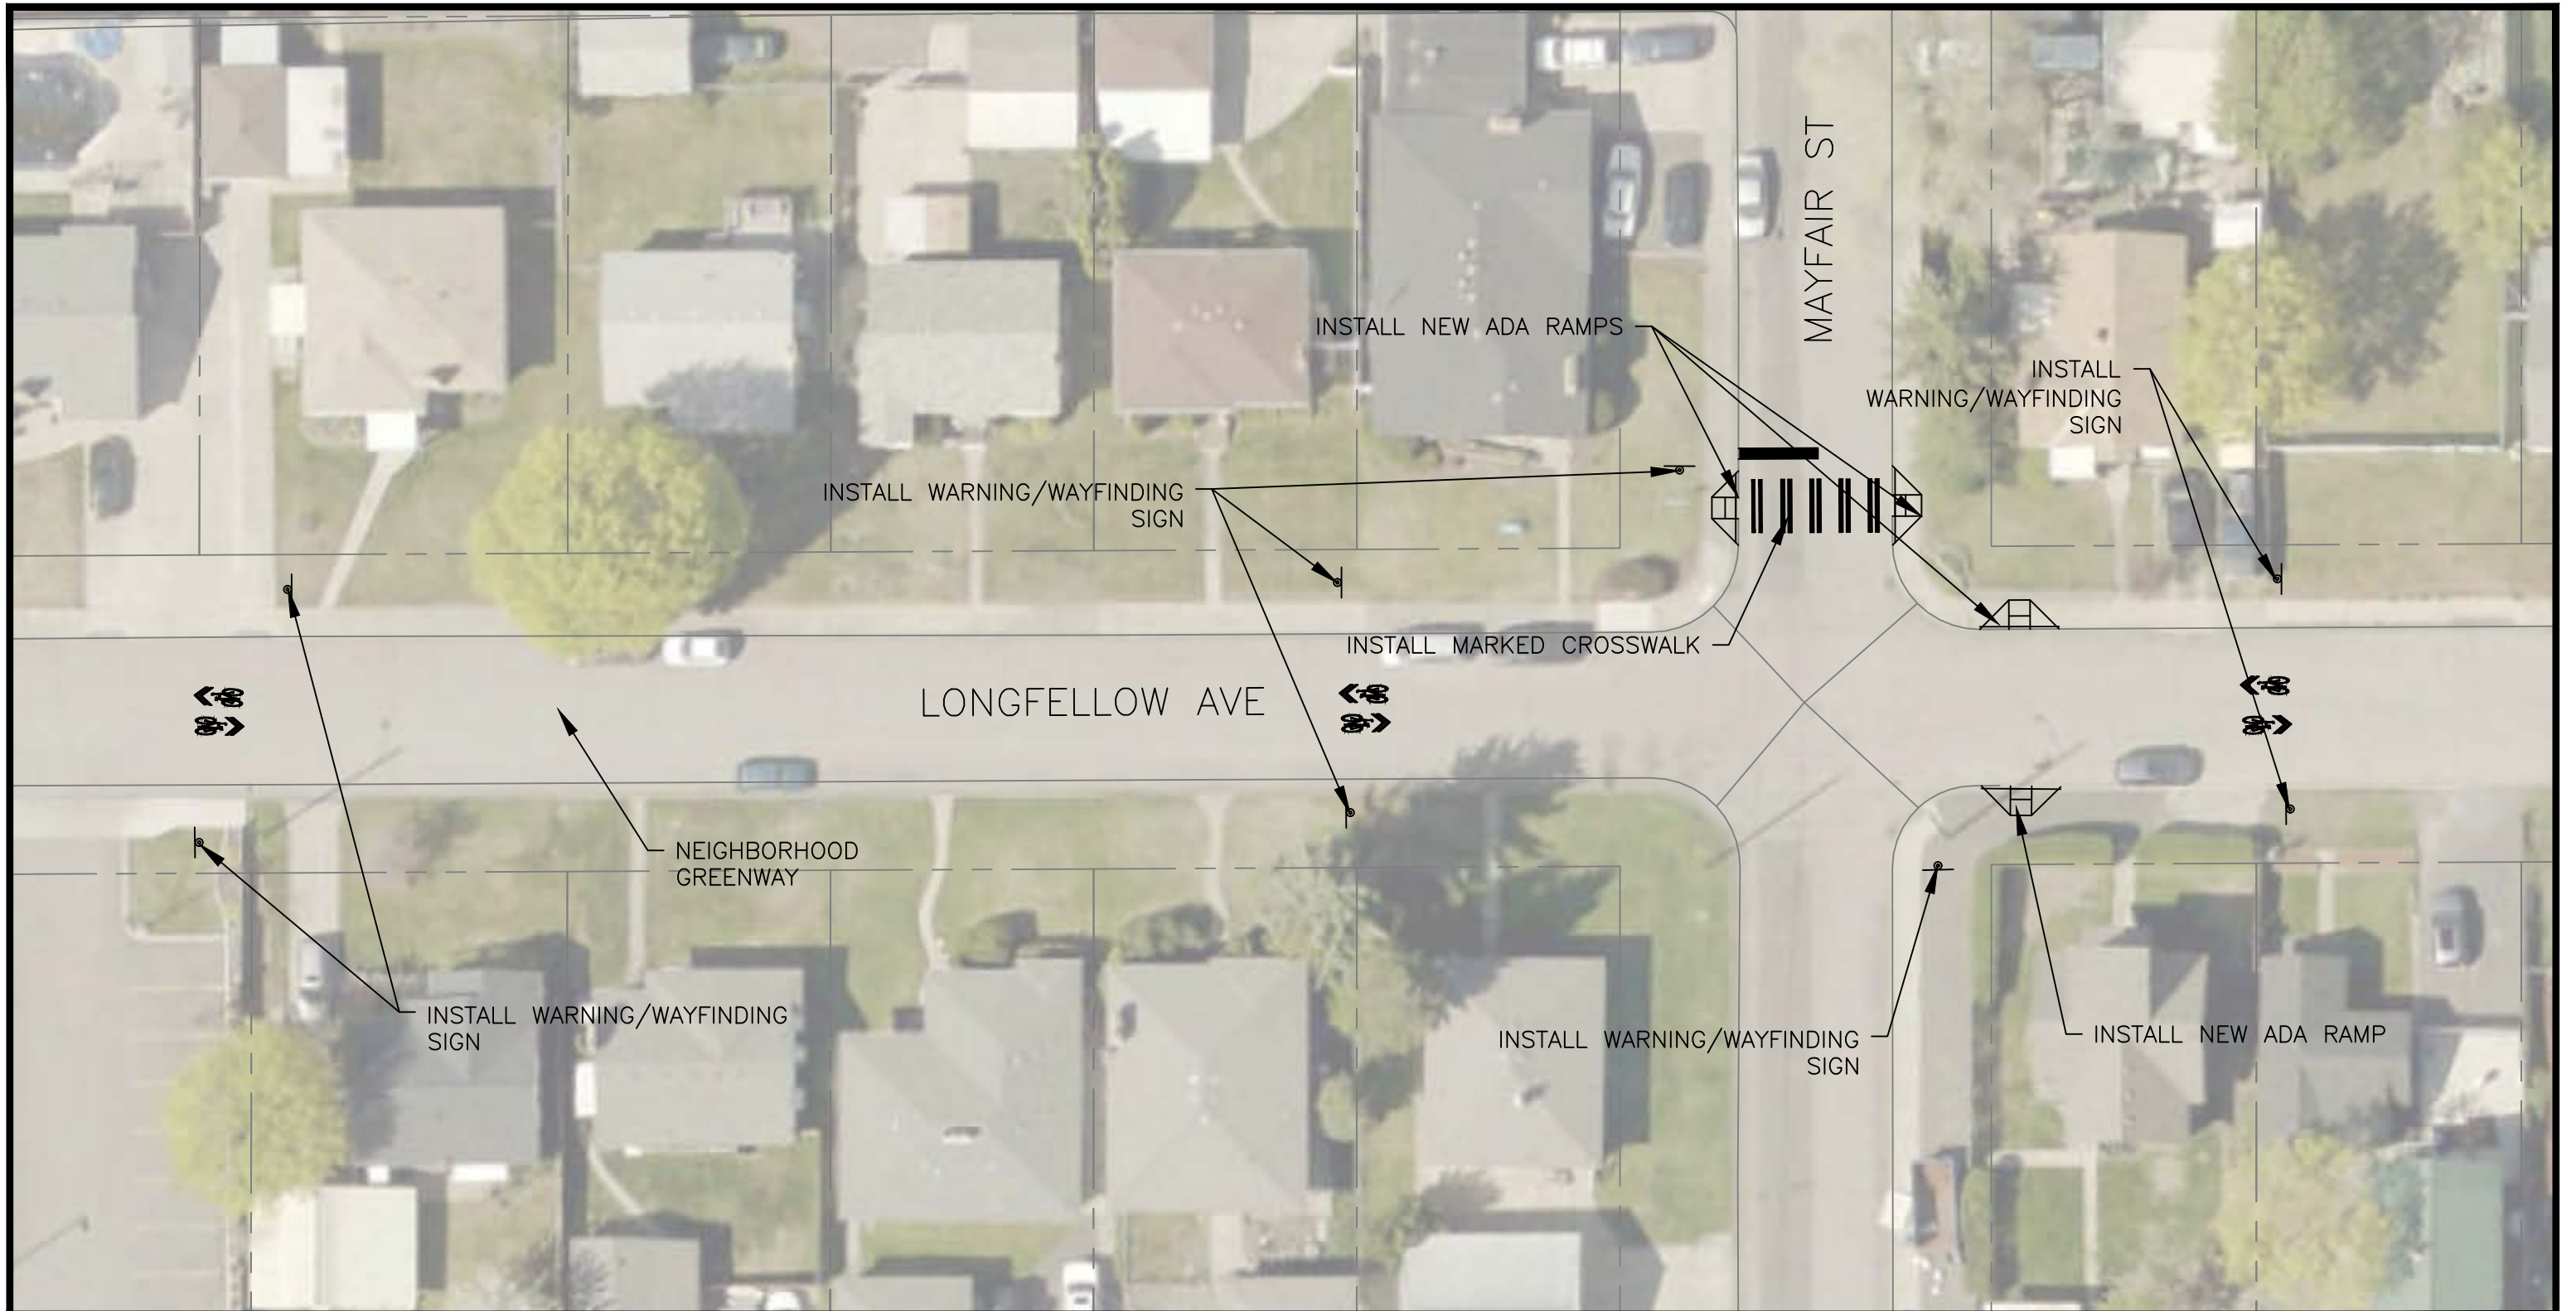 MAYFAIR ST
INSTALL NEW ADA RAMPS
INSTALL
WARNING/WAYFINDING
SIGN
INSTALL WARNING/WAYFINDING
SIGN
INSTALL MARKED CROSSWALK
LONGFELLOW AVE
NEIGHBORHOOD
GREENWAY
INSTALL WARNING/WAYFINDING
SIGN
INSTALL WARNING/WAYFINDING
SIGN
INSTALL NEW ADA RAMP